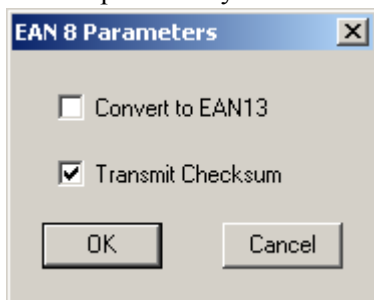 EAN 8 Parameters
Convert to EAN13
Transmit Checksum
OK Cancel